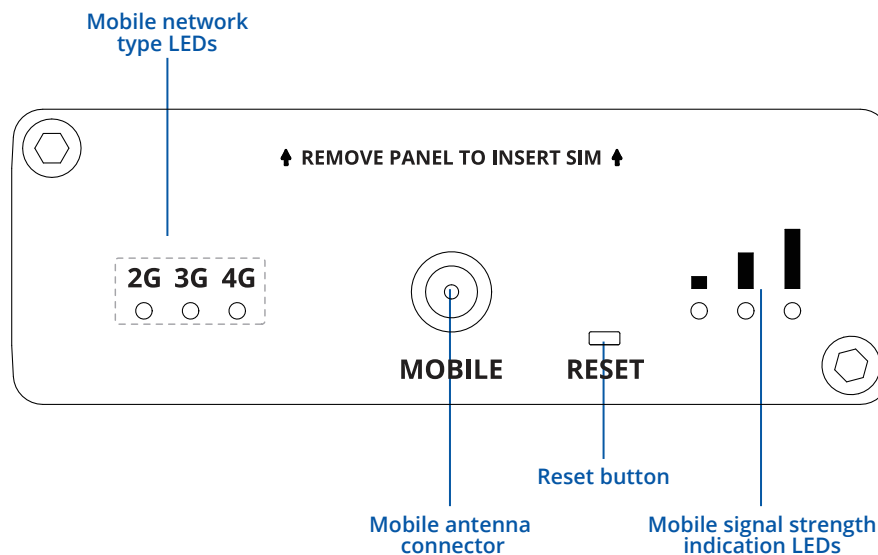 Mobile network
type LEDs
REMOVE PANEL TO INSERT SIM
2G 3G 4G
MOBILE
RESET
Reset button
Mobile antenna
connector
Mobile signal strength
indication LEDs